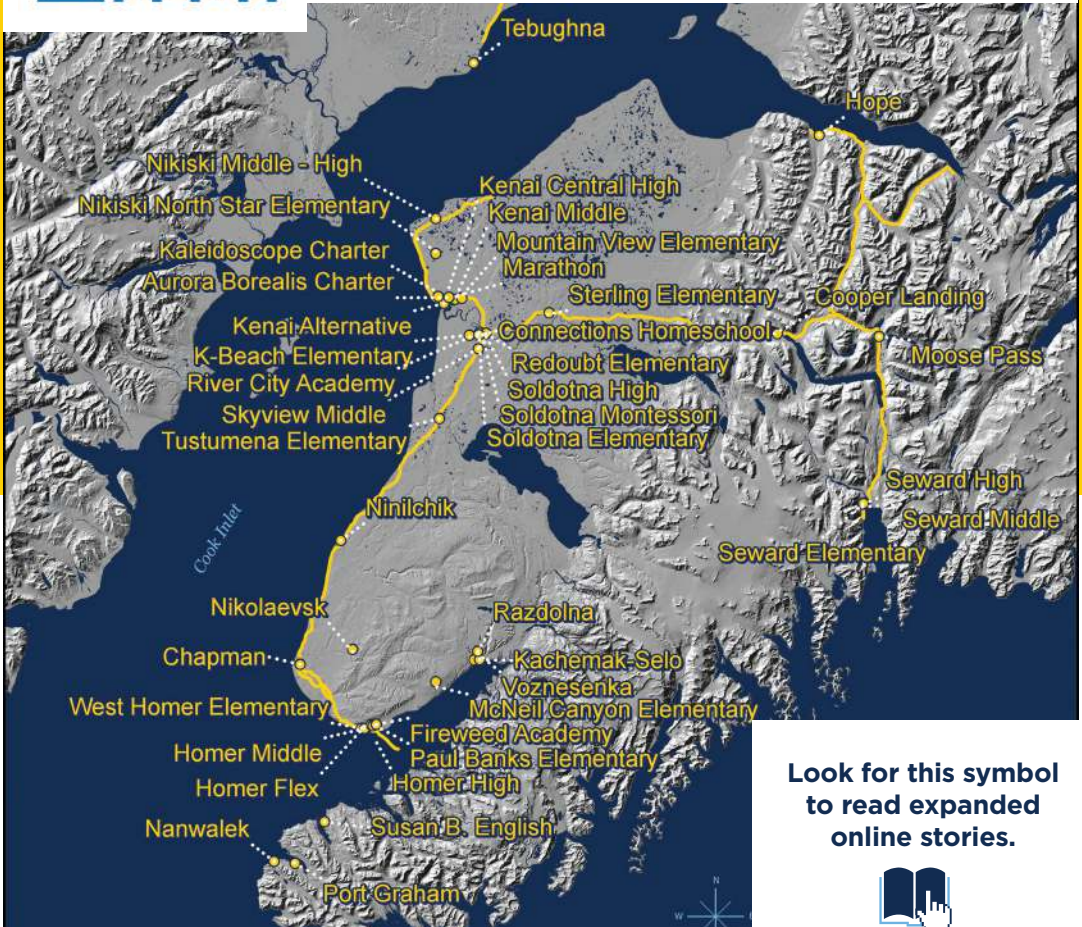 Tebughna
Hope
Nikiski Middle - High
Kenai Central High
Nikiski North Star Elementary
Kenai Middle
Kaleidoscope Charter
Mountain View Elementary
Marathon
Aurora Borealis Charter
Sterling Elementary
Cooper Landing
Kenai Alternative
Connections Homeschool
K-Beach Elementary
Redoubt Elementary
Moose Pass
River City Academy
Soldotna High
Skyview Middle
Soldotna Montessori
Tustumena Elementary
Soldotna Elementary
Seward High
Ninilchik
Seward Middle
Cook Inlet
Seward Elementary
Nikolaevsk
Razdolna
Chapman
Kachemak-Selo
Voznesenka
West Homer Elementary
McNeil Canyon Elementary
Fireweed Academy
Homer Middle
Paul Banks Elementary
Homer Flex
Homer High
Nanwalek
Susan B. English
Port Graham
Look for this symbol
to read expanded
online stories.
N
W